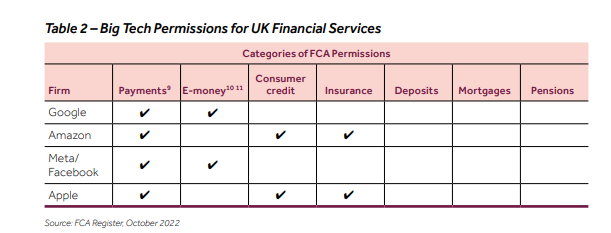 Table 2 – Big Tech Permissions for UK Financial Services
Categories of FCA Permissions
Firm Payments⁹ E-money¹⁰ ¹¹ Consumer credit Insurance Deposits Mortgages Pensions
Google ✔ ✔
Amazon ✔ ✔ ✔
Meta/
Facebook ✔ ✔
Apple ✔ ✔ ✔
Source: FCA Register, October 2022